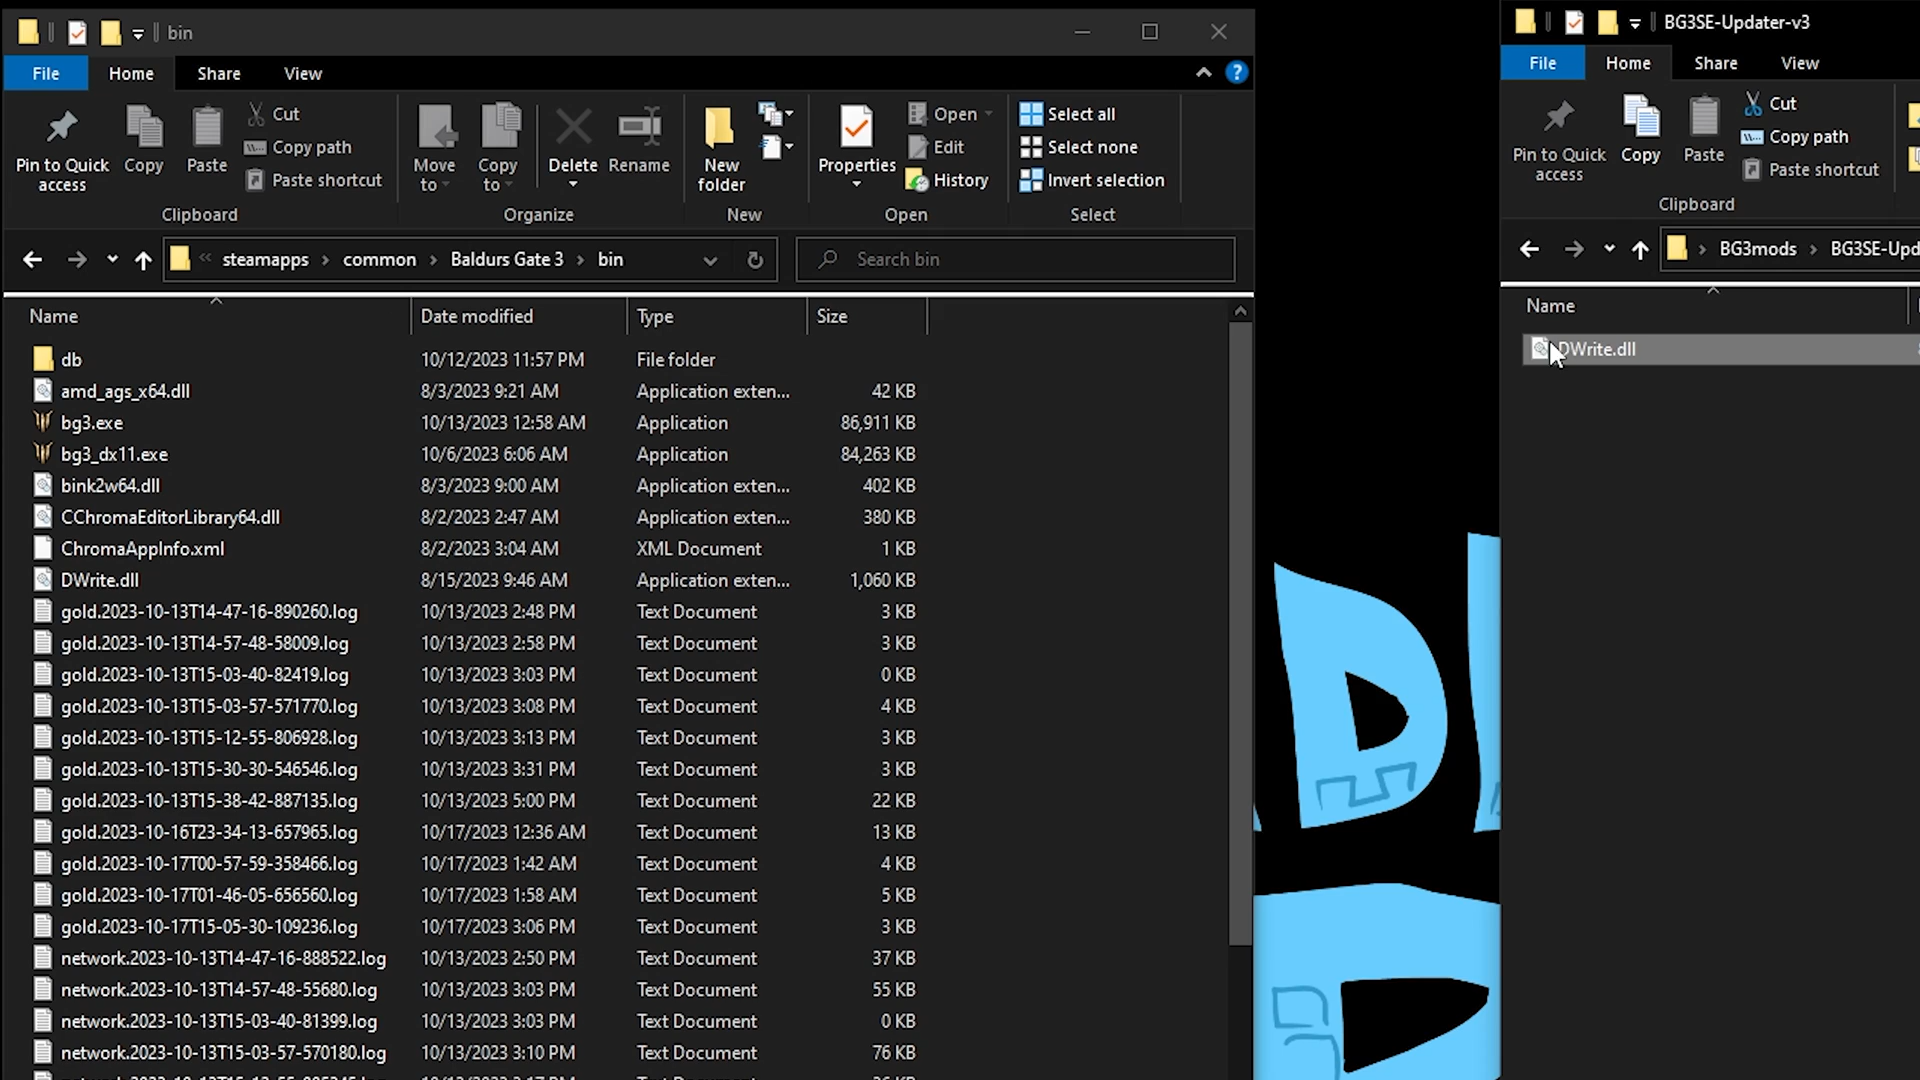 bin
File Home Share View
Pin to Quick access
Copy
Paste
Cut
Copy path
Paste shortcut
Clipboard
Move to
Copy to
Delete
Rename
Organize
New folder
New
Properties
Open
Edit
History
Open
Select all
Select none
Invert selection
Select
« steamapps › common › Baldurs Gate 3 › bin
Search bin
Name Date modified Type Size
db 10/12/2023 11:57 PM File folder
amd_ags_x64.dll 8/3/2023 9:21 AM Application exten... 42 KB
bg3.exe 10/13/2023 12:58 AM Application 86,911 KB
bg3_dx11.exe 10/6/2023 6:06 AM Application 84,263 KB
bink2w64.dll 8/3/2023 9:00 AM Application exten... 402 KB
CChromaEditorLibrary64.dll 8/2/2023 2:47 AM Application exten... 380 KB
ChromaAppInfo.xml 8/2/2023 3:04 AM XML Document 1 KB
DWrite.dll 8/15/2023 9:46 AM Application exten... 1,060 KB
gold.2023-10-13T14-47-16-890260.log 10/13/2023 2:48 PM Text Document 3 KB
gold.2023-10-13T14-57-48-58009.log 10/13/2023 2:58 PM Text Document 3 KB
gold.2023-10-13T15-03-40-82419.log 10/13/2023 3:03 PM Text Document 0 KB
gold.2023-10-13T15-03-57-571770.log 10/13/2023 3:08 PM Text Document 4 KB
gold.2023-10-13T15-12-55-806928.log 10/13/2023 3:13 PM Text Document 3 KB
gold.2023-10-13T15-30-30-546546.log 10/13/2023 3:31 PM Text Document 3 KB
gold.2023-10-13T15-38-42-887135.log 10/13/2023 5:00 PM Text Document 22 KB
gold.2023-10-16T23-34-13-657965.log 10/17/2023 12:36 AM Text Document 13 KB
gold.2023-10-17T00-57-59-358466.log 10/17/2023 1:42 AM Text Document 4 KB
gold.2023-10-17T01-46-05-656560.log 10/17/2023 1:58 AM Text Document 5 KB
gold.2023-10-17T15-05-30-109236.log 10/17/2023 3:06 PM Text Document 3 KB
network.2023-10-13T14-47-16-888522.log 10/13/2023 2:50 PM Text Document 37 KB
network.2023-10-13T14-57-48-55680.log 10/13/2023 3:03 PM Text Document 55 KB
network.2023-10-13T15-03-40-81399.log 10/13/2023 3:03 PM Text Document 0 KB
network.2023-10-13T15-03-57-570180.log 10/13/2023 3:10 PM Text Document 76 KB
BG3SE-Updater-v3
File Home Share View
Pin to Quick access
Copy
Paste
Cut
Copy path
Paste shortcut
Clipboard
› BG3mods › BG3SE-Upd
Name
DWrite.dll
D